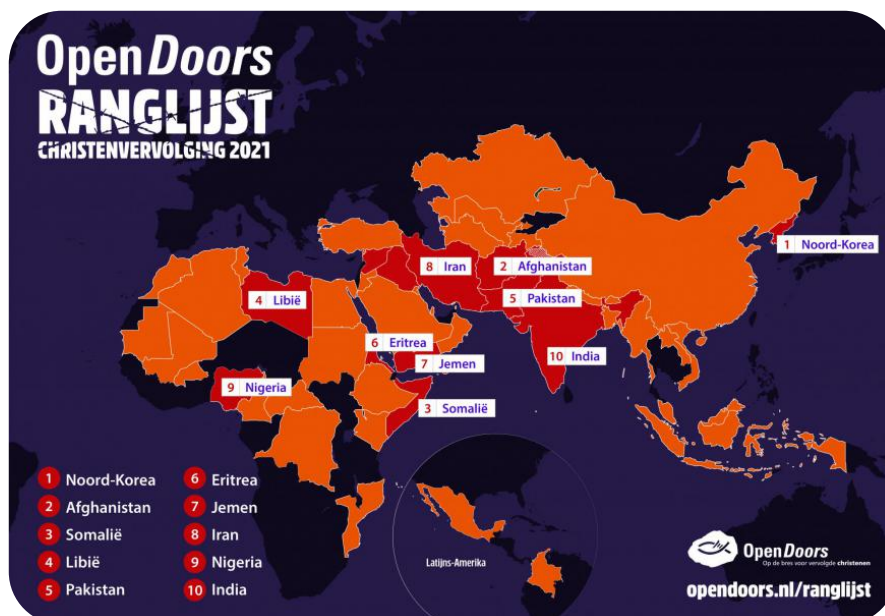 Open Doors
RANGLIJST
CHRISTENVERVOLGING 2021
1 Noord-Korea
8 Iran
2 Afghanistan
5 Pakistan
4 Libië
6 Eritrea
7 Jemen
10 India
9 Nigeria
3 Somalië
1 Noord-Korea
2 Afghanistan
3 Somalië
4 Libië
5 Pakistan
6 Eritrea
7 Jemen
8 Iran
9 Nigeria
10 India
Latijns-Amerika
Open Doors
Op de bres voor vervolgde christenen
opendoors.nl/ranglijst